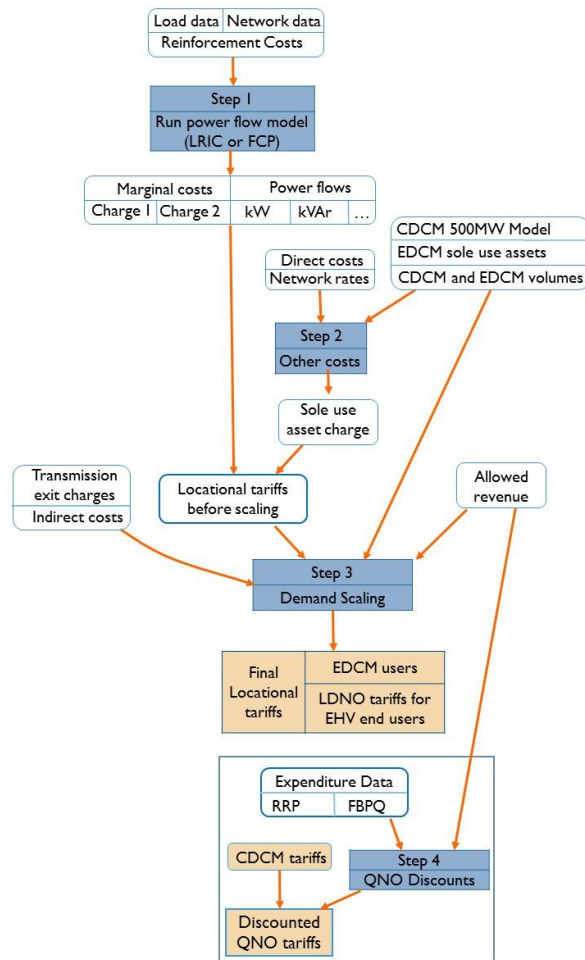 Load data Network data
Reinforcement Costs
Step 1
Run power flow model
(LRIC or FCP)
Marginal costs Power flows
Charge 1 Charge 2 kW kVAr ...
CDCM 500MW Model
EDCM sole use assets
CDCM and EDCM volumes
Direct costs
Network rates
Step 2
Other costs
Sole use
asset charge
Transmission
exit charges
Indirect costs
Locational tariffs
before scaling
Allowed
revenue
Step 3
Demand Scaling
Final
Locational
tariffs
EDCM users
LDNO tariffs for
EHV end users
Expenditure Data
RRP FBPQ
CDCM tariffs
Step 4
QNO Discounts
Discounted
QNO tariffs